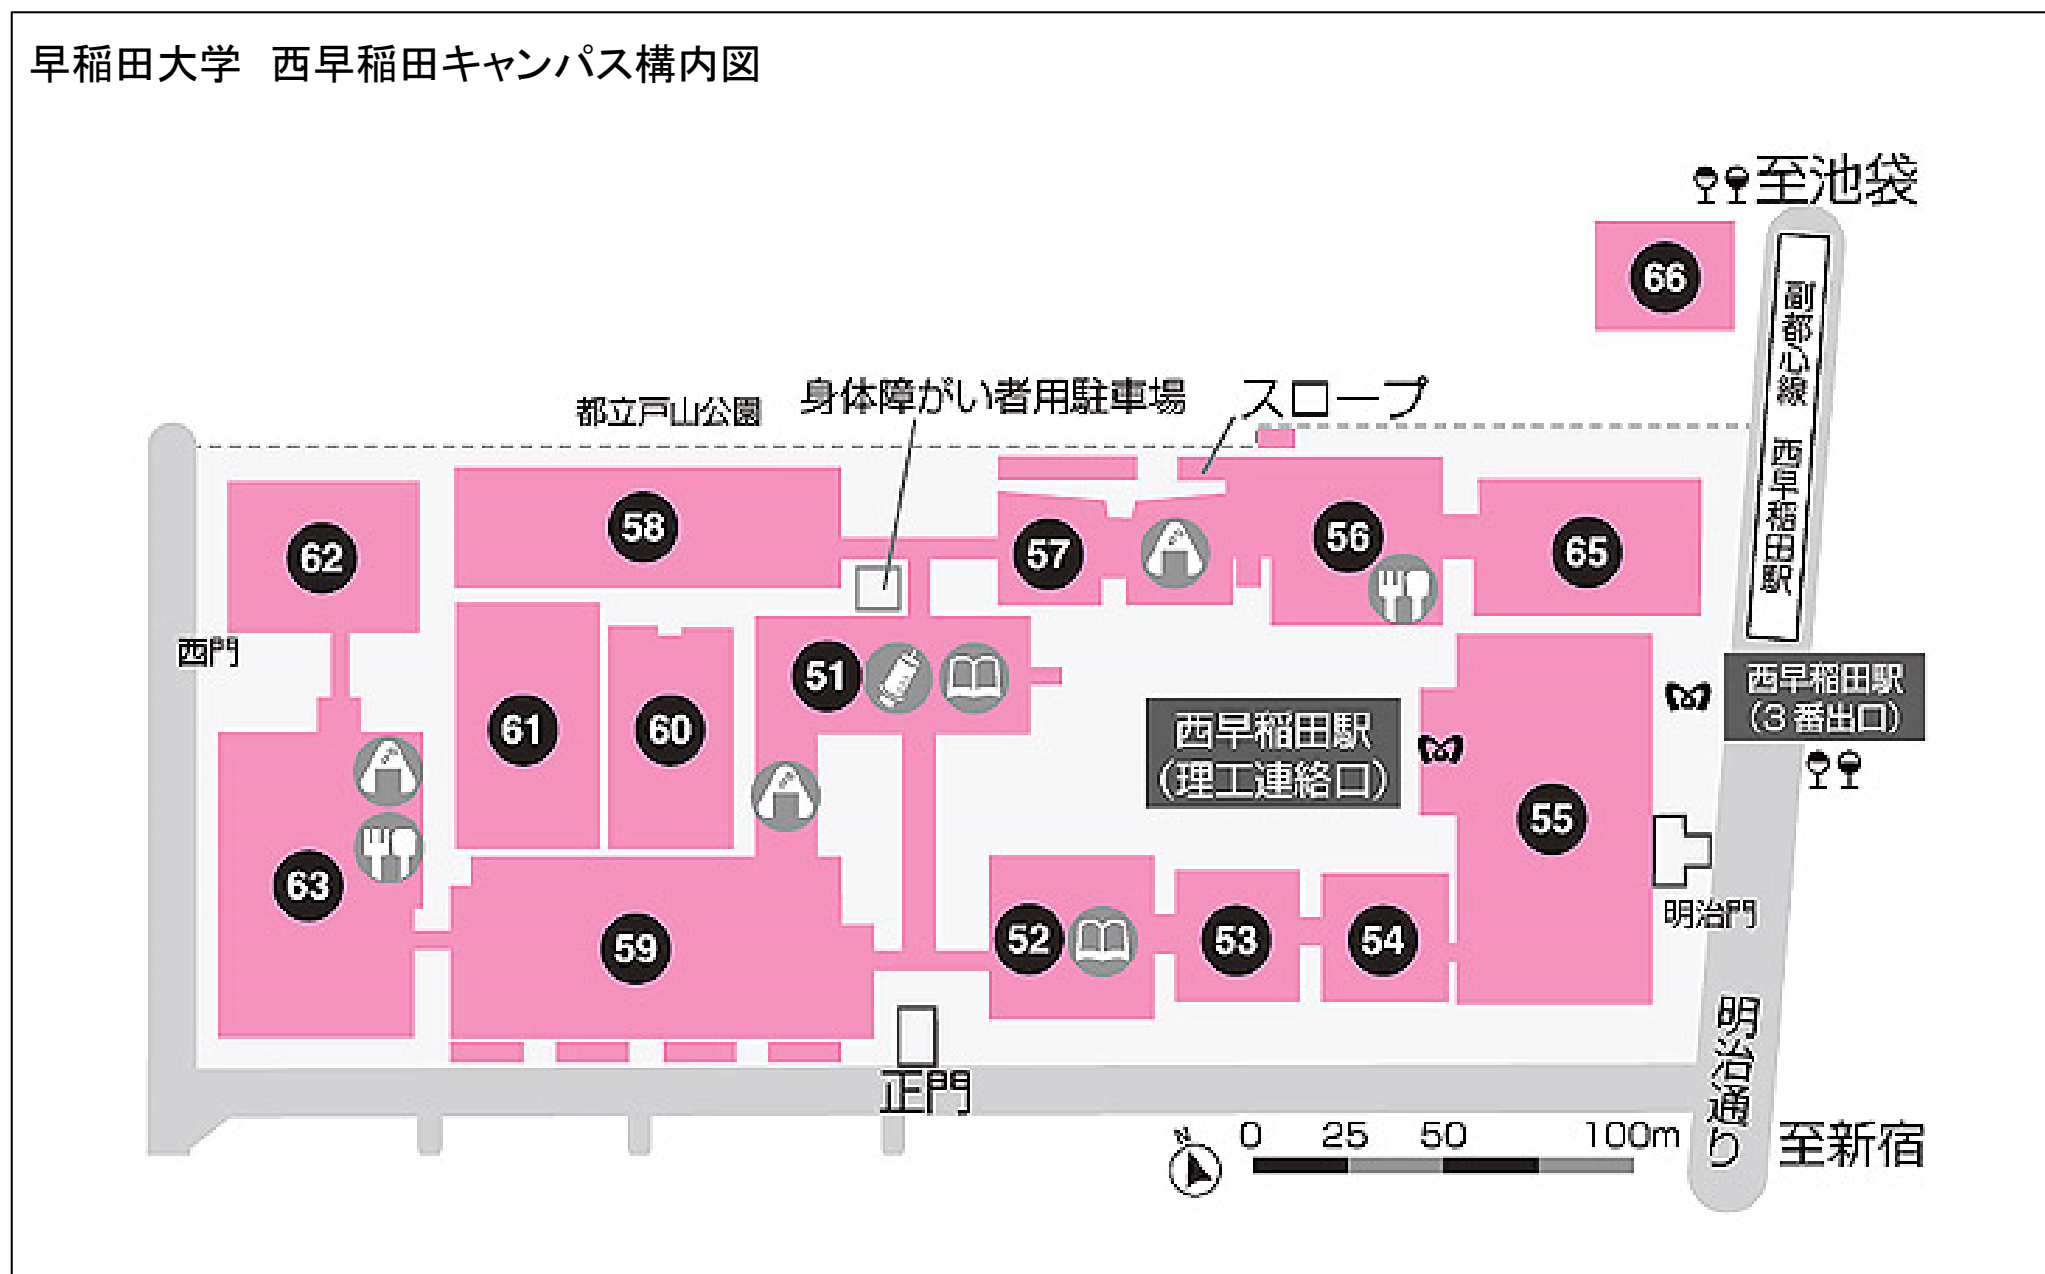 早稲田大学　西早稲田キャンパス構内図
至池袋
66
副都心線　西早稲田駅
都立戸山公園
身体障がい者用駐車場
スロープ
62
58
57
56
65
西門
51
61
60
西早稲田駅
(理工連絡口)
西早稲田駅
(3番出口)
55
63
59
52
53
54
明治門
正門
明治通り
N
0
25
50
100m
至新宿